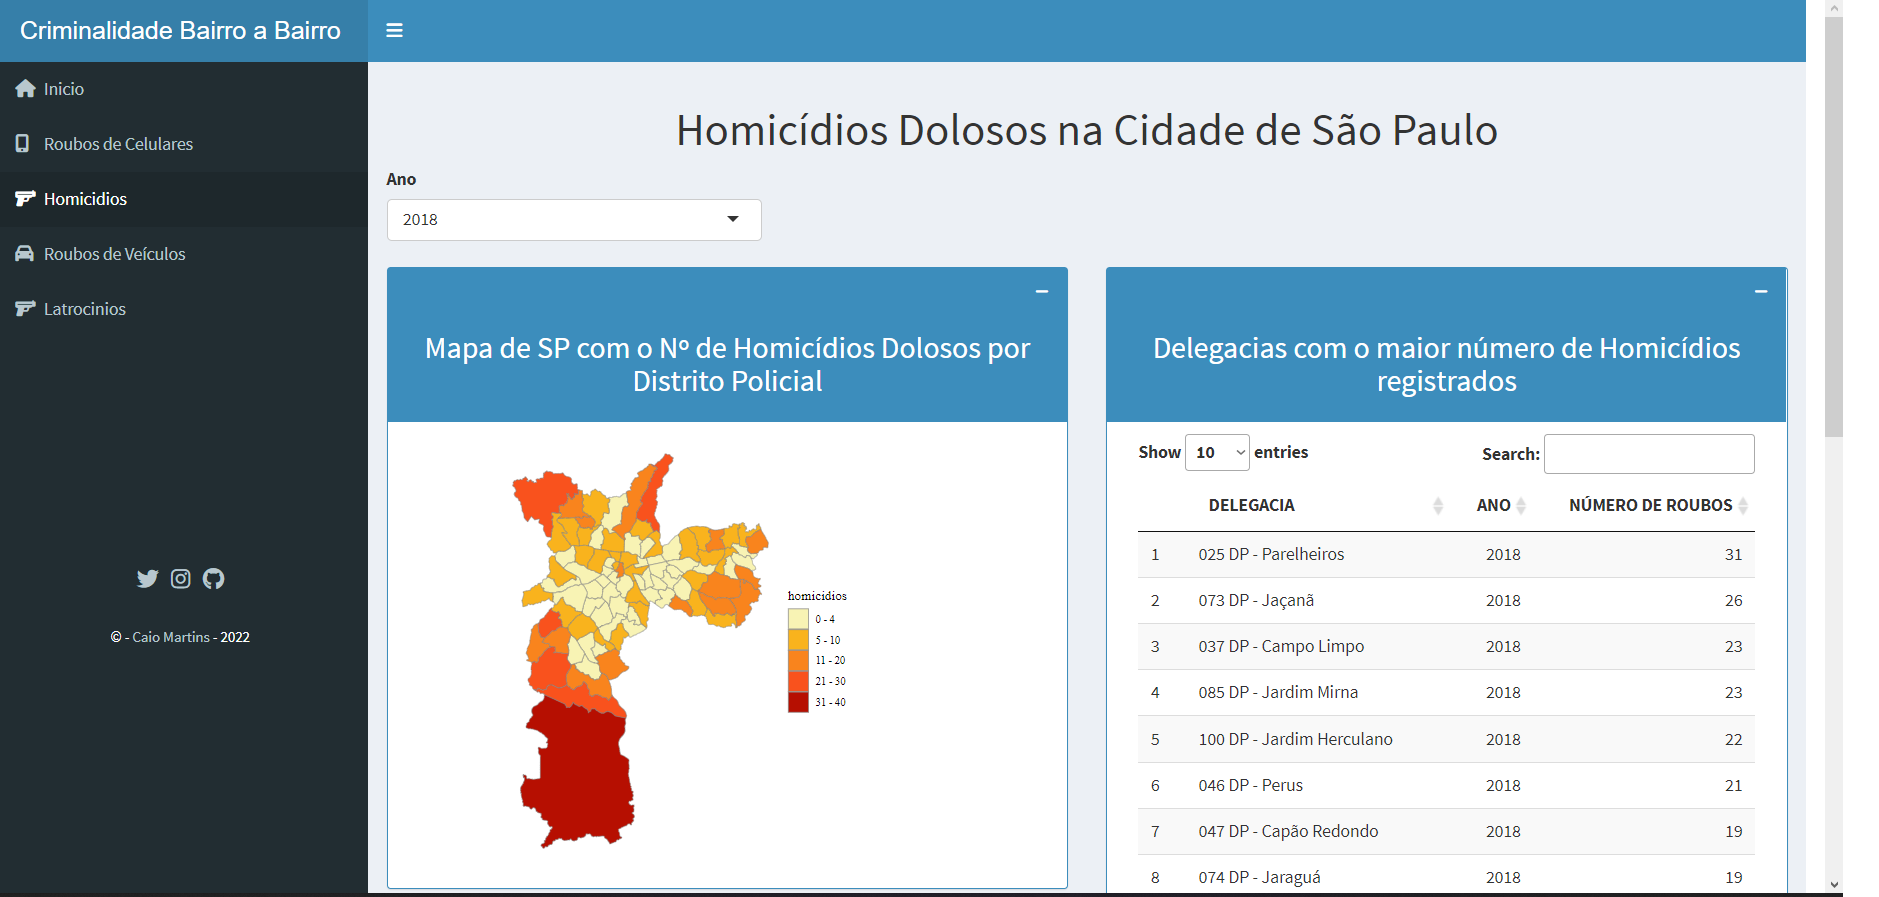 Criminalidade Bairro a Bairro
Inicio
Roubos de Celulares
Homicidios
Roubos de Veículos
Latrocinios
© - Caio Martins - 2022
Homicídios Dolosos na Cidade de São Paulo
Ano
2018
Mapa de SP com o Nº de Homicídios Dolosos por
Distrito Policial
homicidios
0 - 4
5 - 10
11 - 20
21 - 30
31 - 40
Delegacias com o maior número de Homicídios
registrados
Show 10 entries Search:
DELEGACIA ANO NÚMERO DE ROUBOS
1 025 DP - Parelheiros 2018 31
2 073 DP - Jaçanã 2018 26
3 037 DP - Campo Limpo 2018 23
4 085 DP - Jardim Mirna 2018 23
5 100 DP - Jardim Herculano 2018 22
6 046 DP - Perus 2018 21
7 047 DP - Capão Redondo 2018 19
8 074 DP - Jaraguá 2018 19